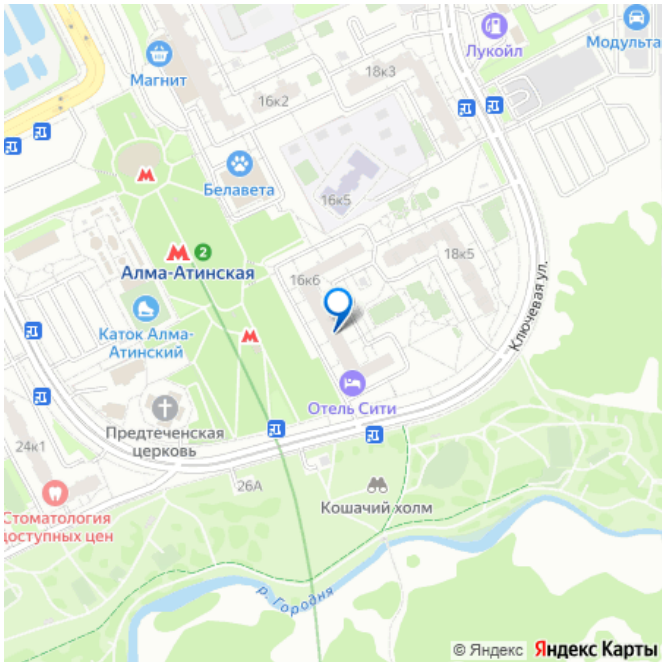 Лукойл
Модульта
Магнит
18к3
16к2
Белавета
16к5
2
Алма-Атинская
18к5
16к6
Ключевая ул.
Каток Алма-
Атинский
Отель Сити
Предтеченская
церковь
24к1
26А
Кошачий холм
Стоматология
доступных цен
р. Городня
© Яндекс Яндекс Карты